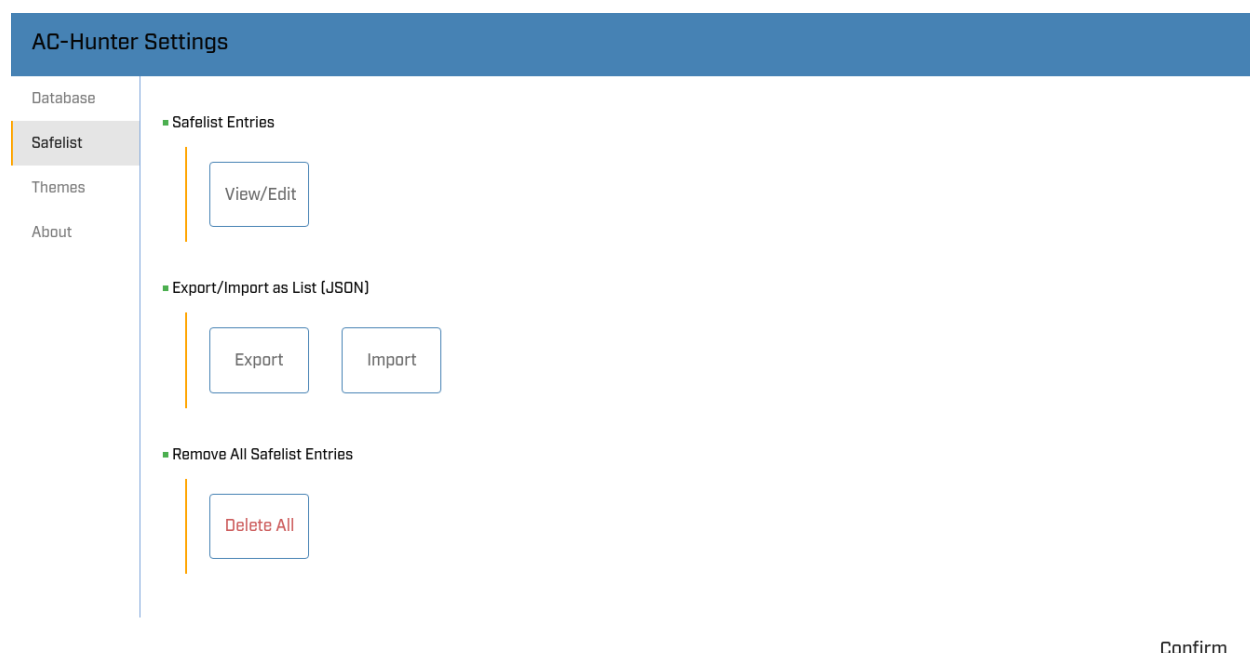 AC-Hunter Settings
Database
Safelist
Themes
About
Safelist Entries
View/Edit
Export/Import as List (JSON)
Export
Import
Remove All Safelist Entries
Delete All
Confirm